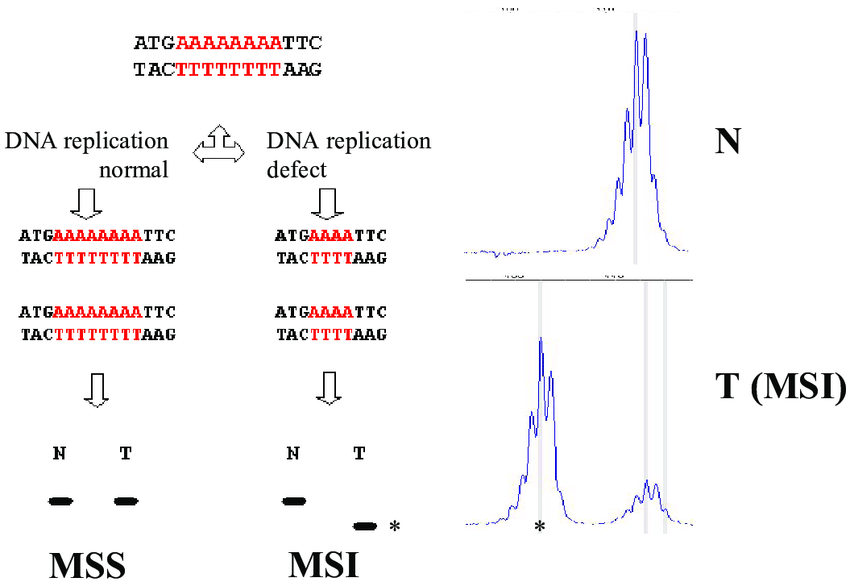 ATGAAAAAAAATTC
TACTTTTTTTTAAG
DNA replication
normal
DNA replication
defect
ATGAAAAAAAATTC
TACTTTTTTTTAAG
ATGAAAAAAAATTC
TACTTTTTTTTAAG
ATGAAAATTC
TACTTTTAAG
ATGAAAATTC
TACTTTTAAG
N T
MSS
N T
*
MSI
N
T (MSI)
*